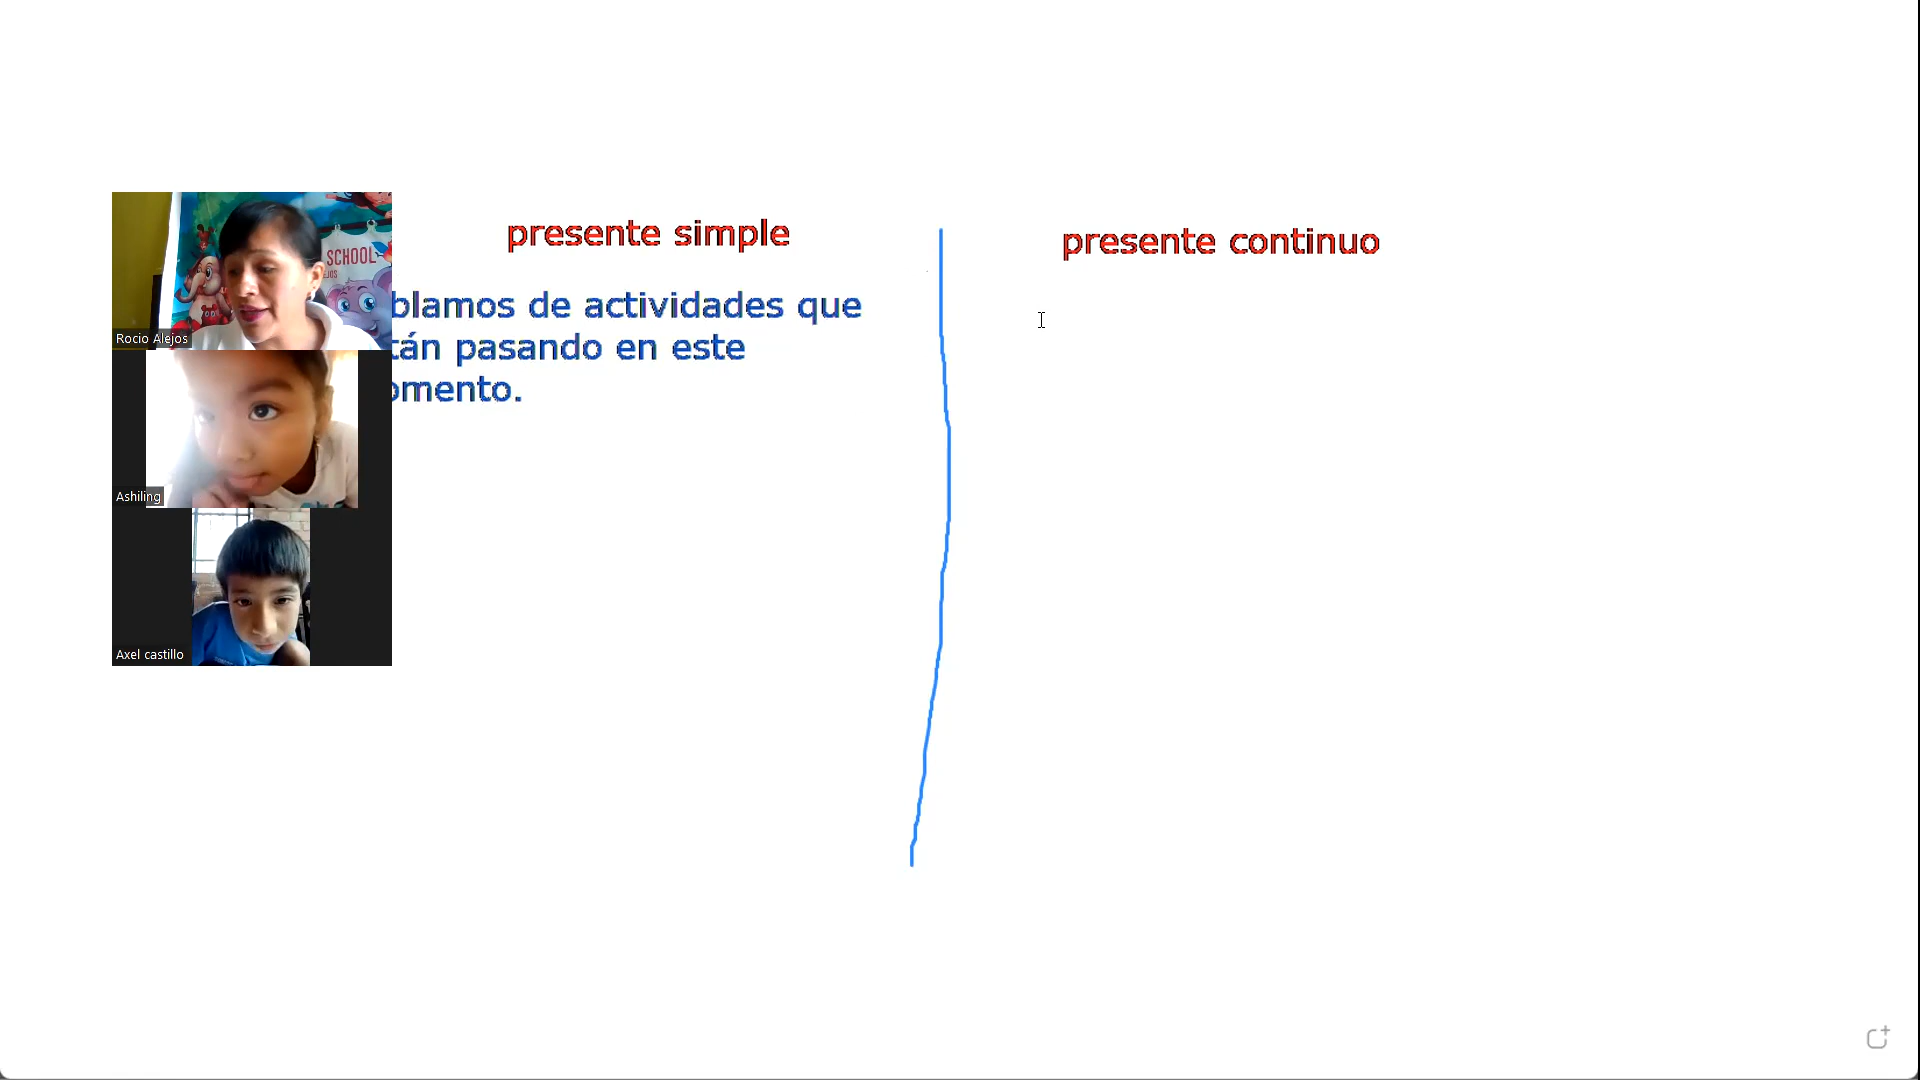 presente simple
presente continuo
blamos de actividades que
tán pasando en este
omento.
SCHOOL
Rocio Alejos
Ashiling
Axel castillo